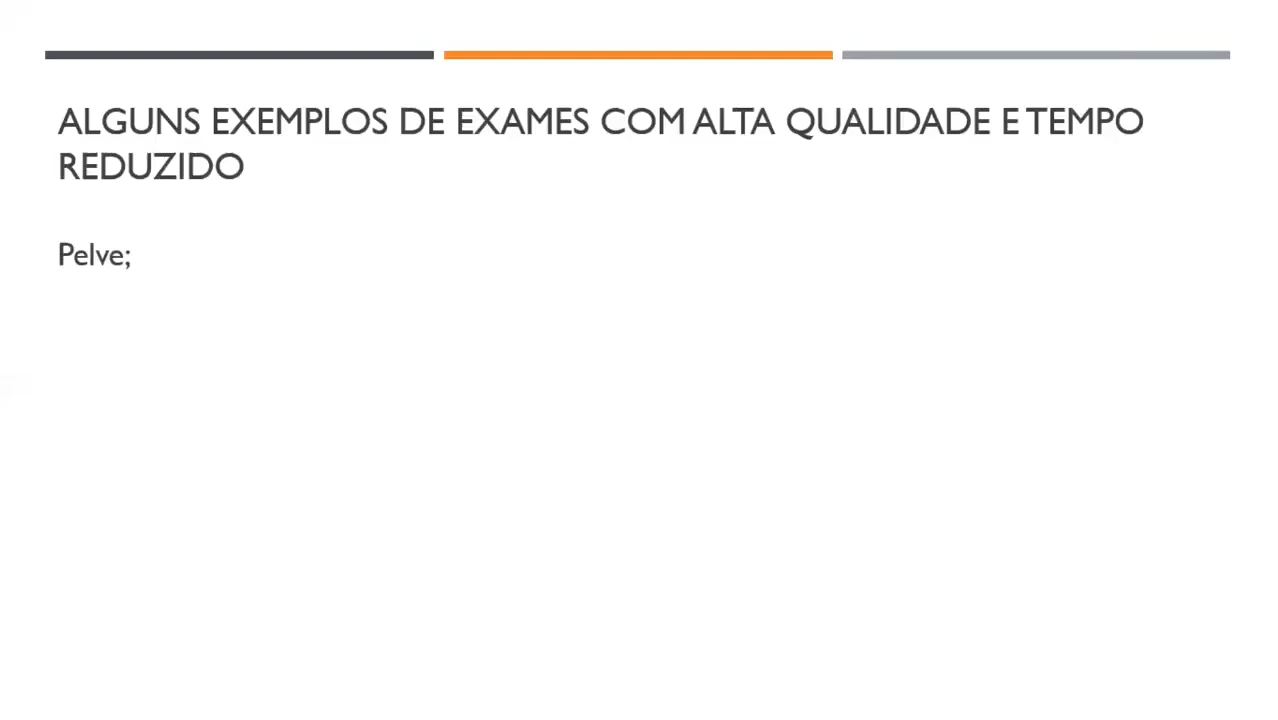 ALGUNS EXEMPLOS DE EXAMES COM ALTA QUALIDADE E TEMPO
REDUZIDO
Pelve;